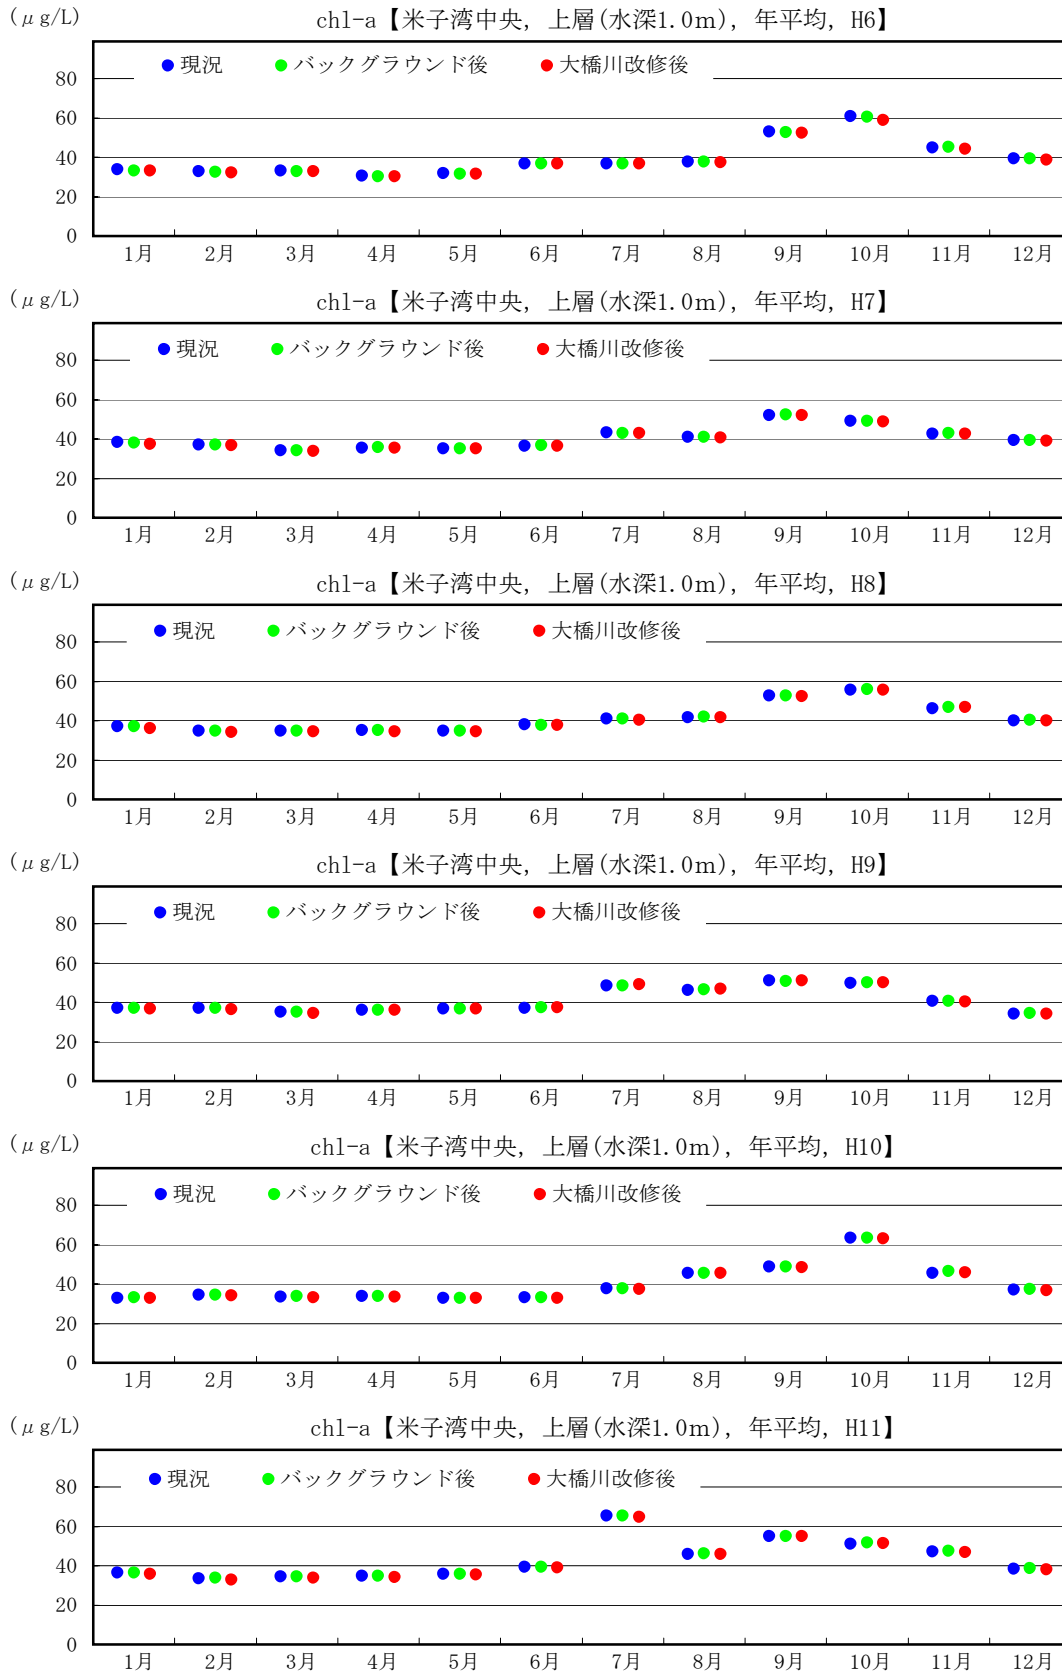 (μg/L) chl-a【米子湾中央, 上層(水深1.0m), 年平均, H6】
現況 バックグラウンド後 大橋川改修後
80
60
40
20
0
1月 2月 3月 4月 5月 6月 7月 8月 9月 10月 11月 12月
(μg/L) chl-a【米子湾中央, 上層(水深1.0m), 年平均, H7】
現況 バックグラウンド後 大橋川改修後
80
60
40
20
0
1月 2月 3月 4月 5月 6月 7月 8月 9月 10月 11月 12月
(μg/L) chl-a【米子湾中央, 上層(水深1.0m), 年平均, H8】
現況 バックグラウンド後 大橋川改修後
80
60
40
20
0
1月 2月 3月 4月 5月 6月 7月 8月 9月 10月 11月 12月
(μg/L) chl-a【米子湾中央, 上層(水深1.0m), 年平均, H9】
現況 バックグラウンド後 大橋川改修後
80
60
40
20
0
1月 2月 3月 4月 5月 6月 7月 8月 9月 10月 11月 12月
(μg/L) chl-a【米子湾中央, 上層(水深1.0m), 年平均, H10】
現況 バックグラウンド後 大橋川改修後
80
60
40
20
0
1月 2月 3月 4月 5月 6月 7月 8月 9月 10月 11月 12月
(μg/L) chl-a【米子湾中央, 上層(水深1.0m), 年平均, H11】
現況 バックグラウンド後 大橋川改修後
80
60
40
20
0
1月 2月 3月 4月 5月 6月 7月 8月 9月 10月 11月 12月